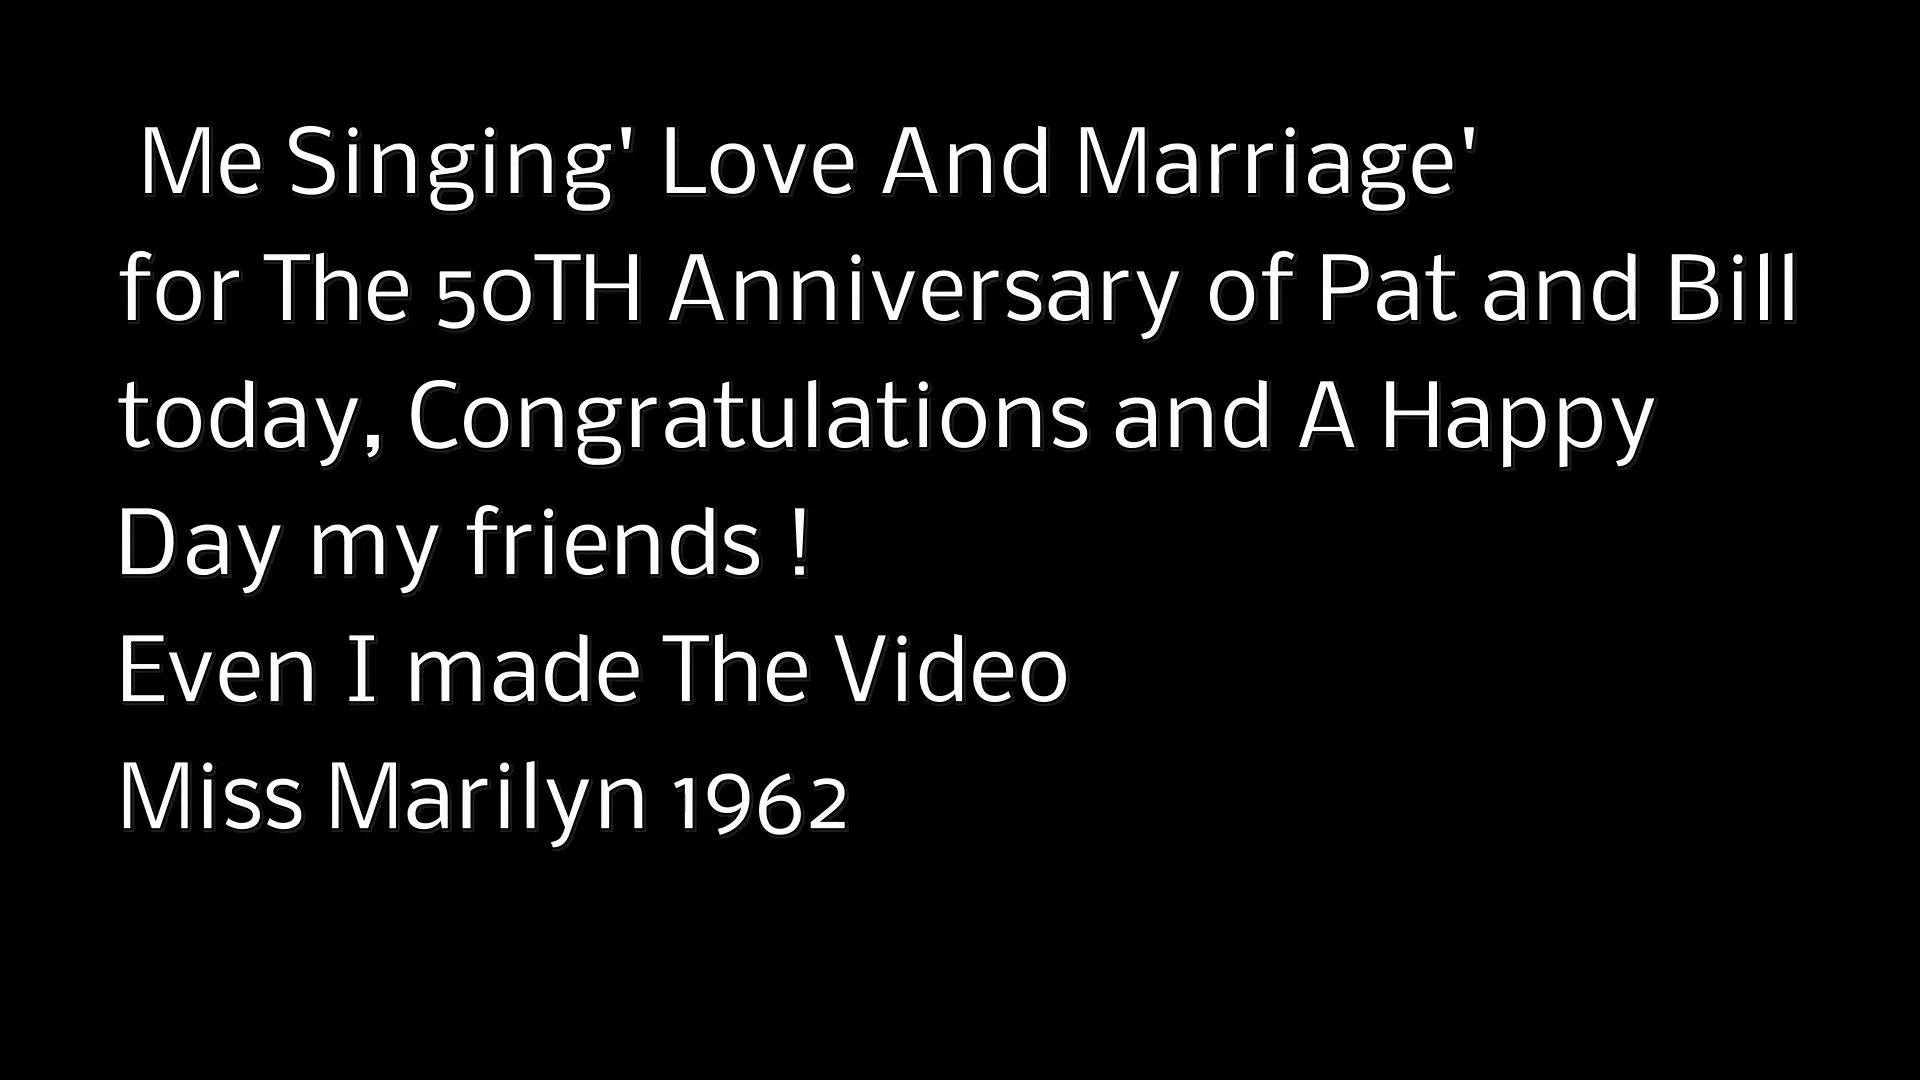 Me Singing' Love And Marriage'
for The 50TH Anniversary of Pat and Bill
today, Congratulations and A Happy
Day my friends !
Even I made The Video
Miss Marilyn 1962